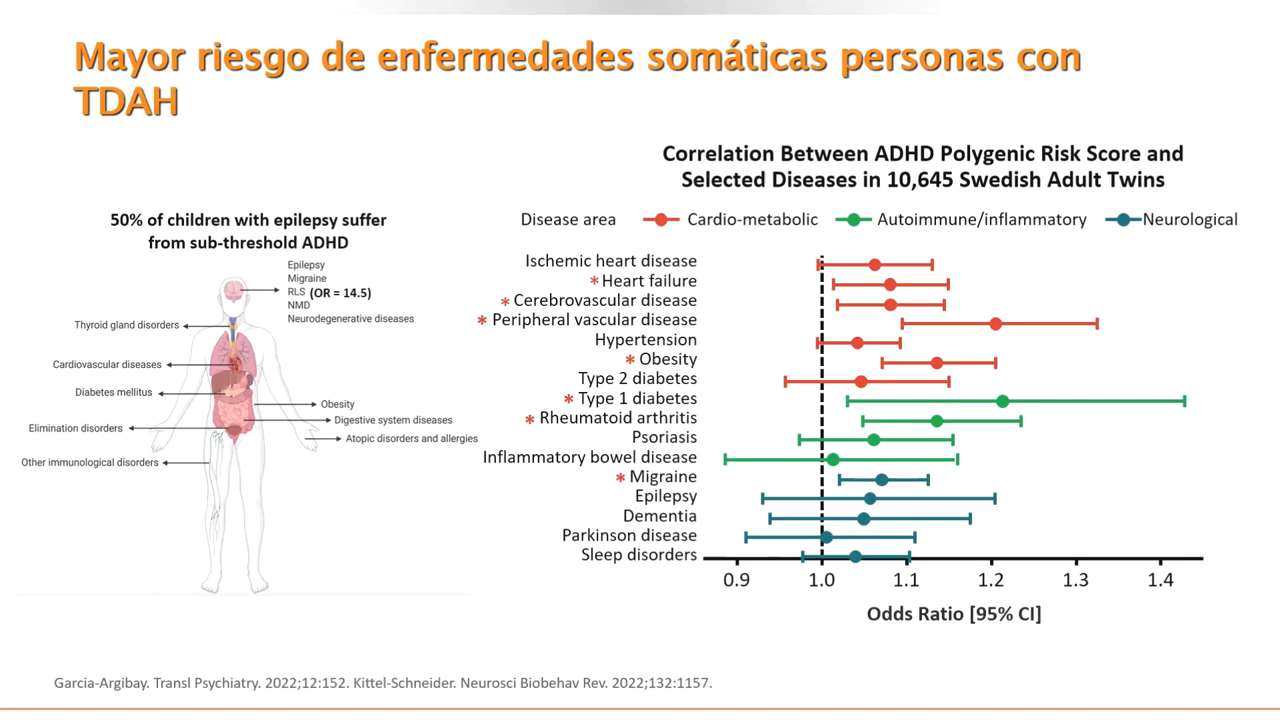 Mayor riesgo de enfermedades somáticas personas con
TDAH
50% of children with epilepsy suffer
from sub-threshold ADHD
Epilepsy
Migraine
RLS (OR = 14.5)
NMD
Neurodegenerative diseases
Thyroid gland disorders
Cardiovascular diseases
Diabetes mellitus
Elimination disorders
Other immunological disorders
Obesity
Digestive system diseases
Atopic disorders and allergies
Correlation Between ADHD Polygenic Risk Score and
Selected Diseases in 10,645 Swedish Adult Twins
Disease area Cardio-metabolic Autoimmune/inflammatory Neurological
Ischemic heart disease
* Heart failure
* Cerebrovascular disease
* Peripheral vascular disease
Hypertension
* Obesity
Type 2 diabetes
* Type 1 diabetes
* Rheumatoid arthritis
Psoriasis
Inflammatory bowel disease
* Migraine
Epilepsy
Dementia
Parkinson disease
Sleep disorders
0.9 1.0 1.1 1.2 1.3 1.4
Odds Ratio [95% CI]
Garcia-Argibay. Transl Psychiatry. 2022;12:152. Kittel-Schneider. Neurosci Biobehav Rev. 2022;132:1157.